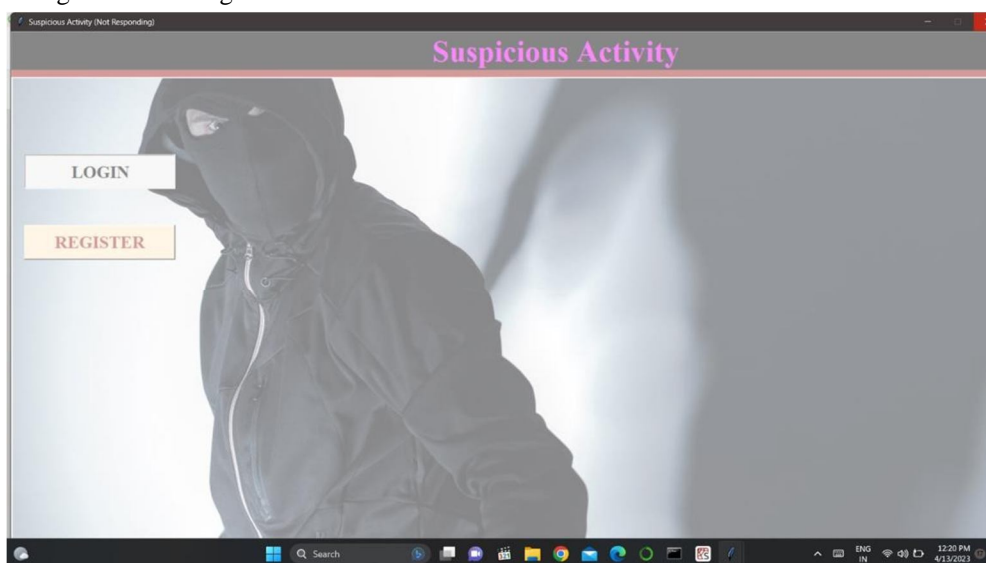 Suspicious Activity (Not Responding)
Suspicious Activity
LOGIN
REGISTER
Search
ENG
IN
12:20 PM
4/13/2023